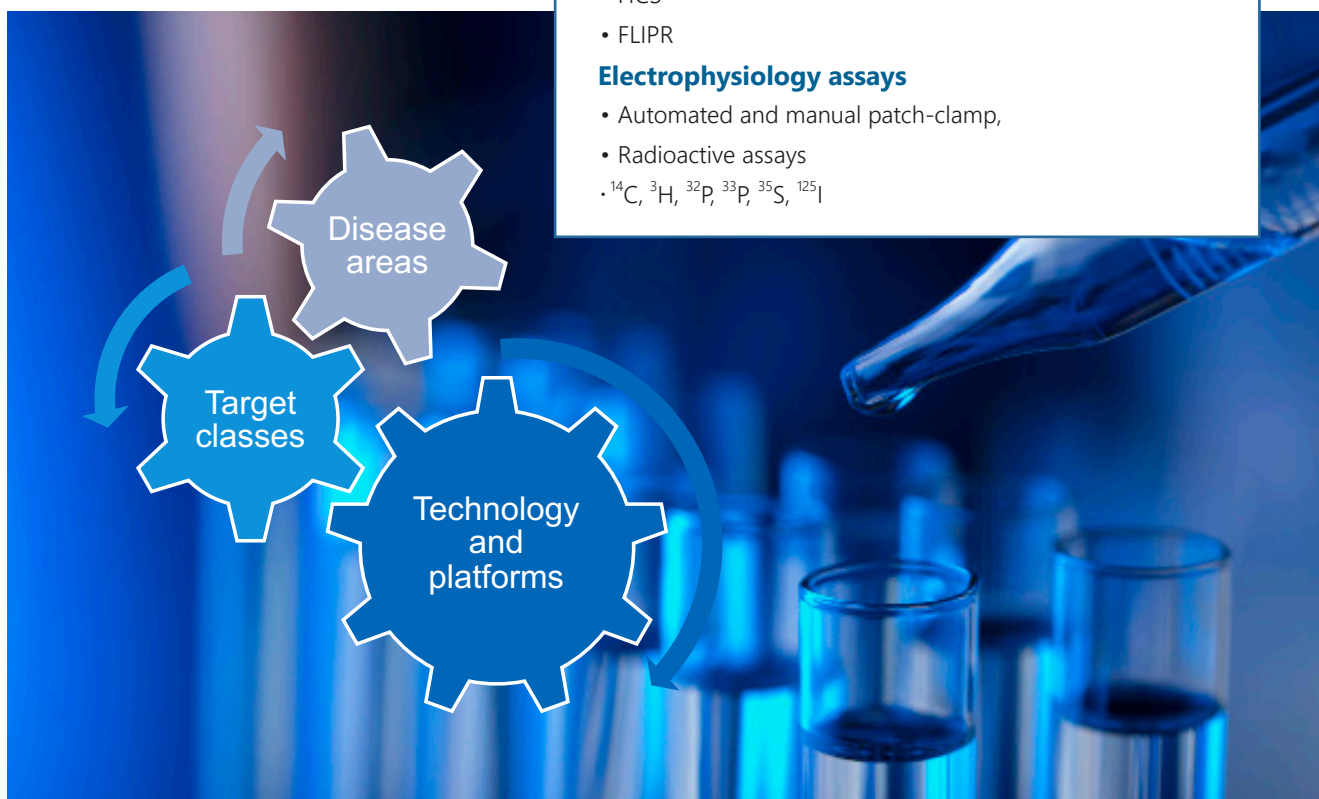 • FLIPR
Electrophysiology assays
• Automated and manual patch-clamp,
• Radioactive assays
· ¹⁴C, ³H, ³²P, ³³P, ³⁵S, ¹²⁵I
Disease
areas
Target
classes
Technology
and
platforms